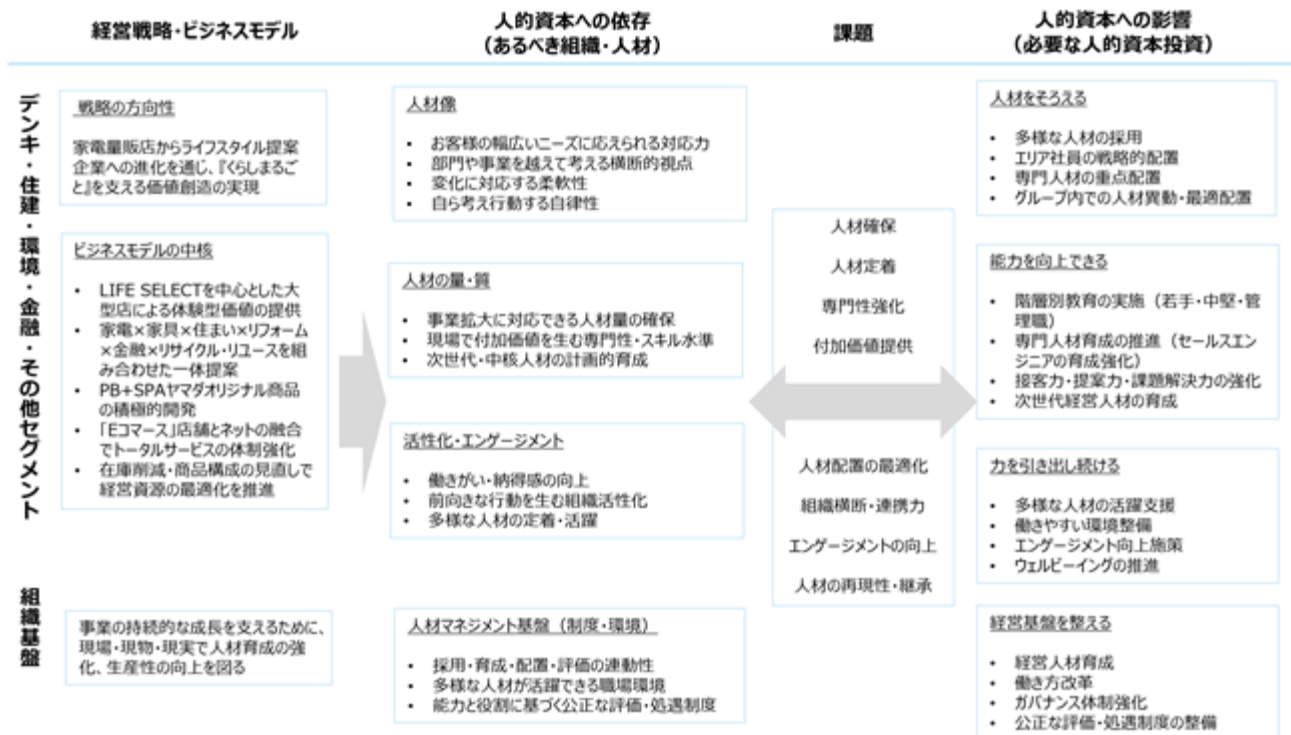 経営戦略・ビジネスモデル
人的資本への依存
(あるべき組織・人材)
課題
人的資本への影響
(必要な人的資本投資)
デンキ・住建・環境・金融・その他セグメント
戦略の方向性
家電量販店からライフスタイル提案
企業への進化を通じ、『くらしまるご
と』を支える価値創造の実現
ビジネスモデルの中核
• LIFE SELECTを中心とした大
型店による体験型価値の提供
• 家電×家具×住まい×リフォーム
×金融×リサイクル・リユースを組
み合わせた一体提案
• PB+SPAヤマダオリジナル商品
の積極的開発
• 「Eコマース」店舗とネットの融合
でトータルサービスの体制強化
• 在庫削減・商品構成の見直しで
経営資源の最適化を推進
人材像
• お客様の幅広いニーズに応えられる対応力
• 部門や事業を越えて考える横断的視点
• 変化に対応する柔軟性
• 自ら考え行動する自律性
人材の量・質
• 事業拡大に対応できる人材量の確保
• 現場で付加価値を生む専門性・スキル水準
• 次世代・中核人材の計画的育成
活性化・エンゲージメント
• 働きがい・納得感の向上
• 前向きな行動を生む組織活性化
• 多様な人材の定着・活躍
人材確保
人材定着
専門性強化
付加価値提供
人材配置の最適化
組織横断・連携力
エンゲージメントの向上
人材の再現性・継承
人材をそろえる
• 多様な人材の採用
• エリア社員の戦略的配置
• 専門人材の重点配置
• グループ内での人材異動・最適配置
能力を向上できる
• 階層別教育の実施（若手・中堅・管
理職）
• 専門人材育成の推進（セールスエン
ジニアの育成強化）
• 接客力・提案力・課題解決力の強化
• 次世代経営人材の育成
力を引き出し続ける
• 多様な人材の活躍支援
• 働きやすい環境整備
• エンゲージメント向上施策
• ウェルビーイングの推進
組織基盤
事業の持続的な成長を支えるために、
現場・現物・現実で人材育成の強
化、生産性の向上を図る
人材マネジメント基盤（制度・環境）
• 採用・育成・配置・評価の連動性
• 多様な人材が活躍できる職場環境
• 能力と役割に基づく公正な評価・処遇制度
経営基盤を整える
• 経営人材育成
• 働き方改革
• ガバナンス体制強化
• 公正な評価・処遇制度の整備